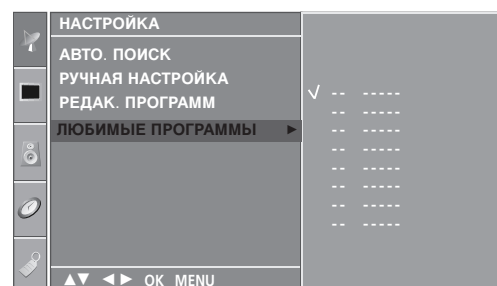 НАСТРОЙКА
АВТО. ПОИСК
РУЧНАЯ НАСТРОЙКА
РЕДАК. ПРОГРАММ
ЛЮБИМЫЕ ПРОГРАММЫ ►
√ -- -----
-- -----
-- -----
-- -----
-- -----
-- -----
-- -----
-- -----
▲▼ ◄► OK MENU